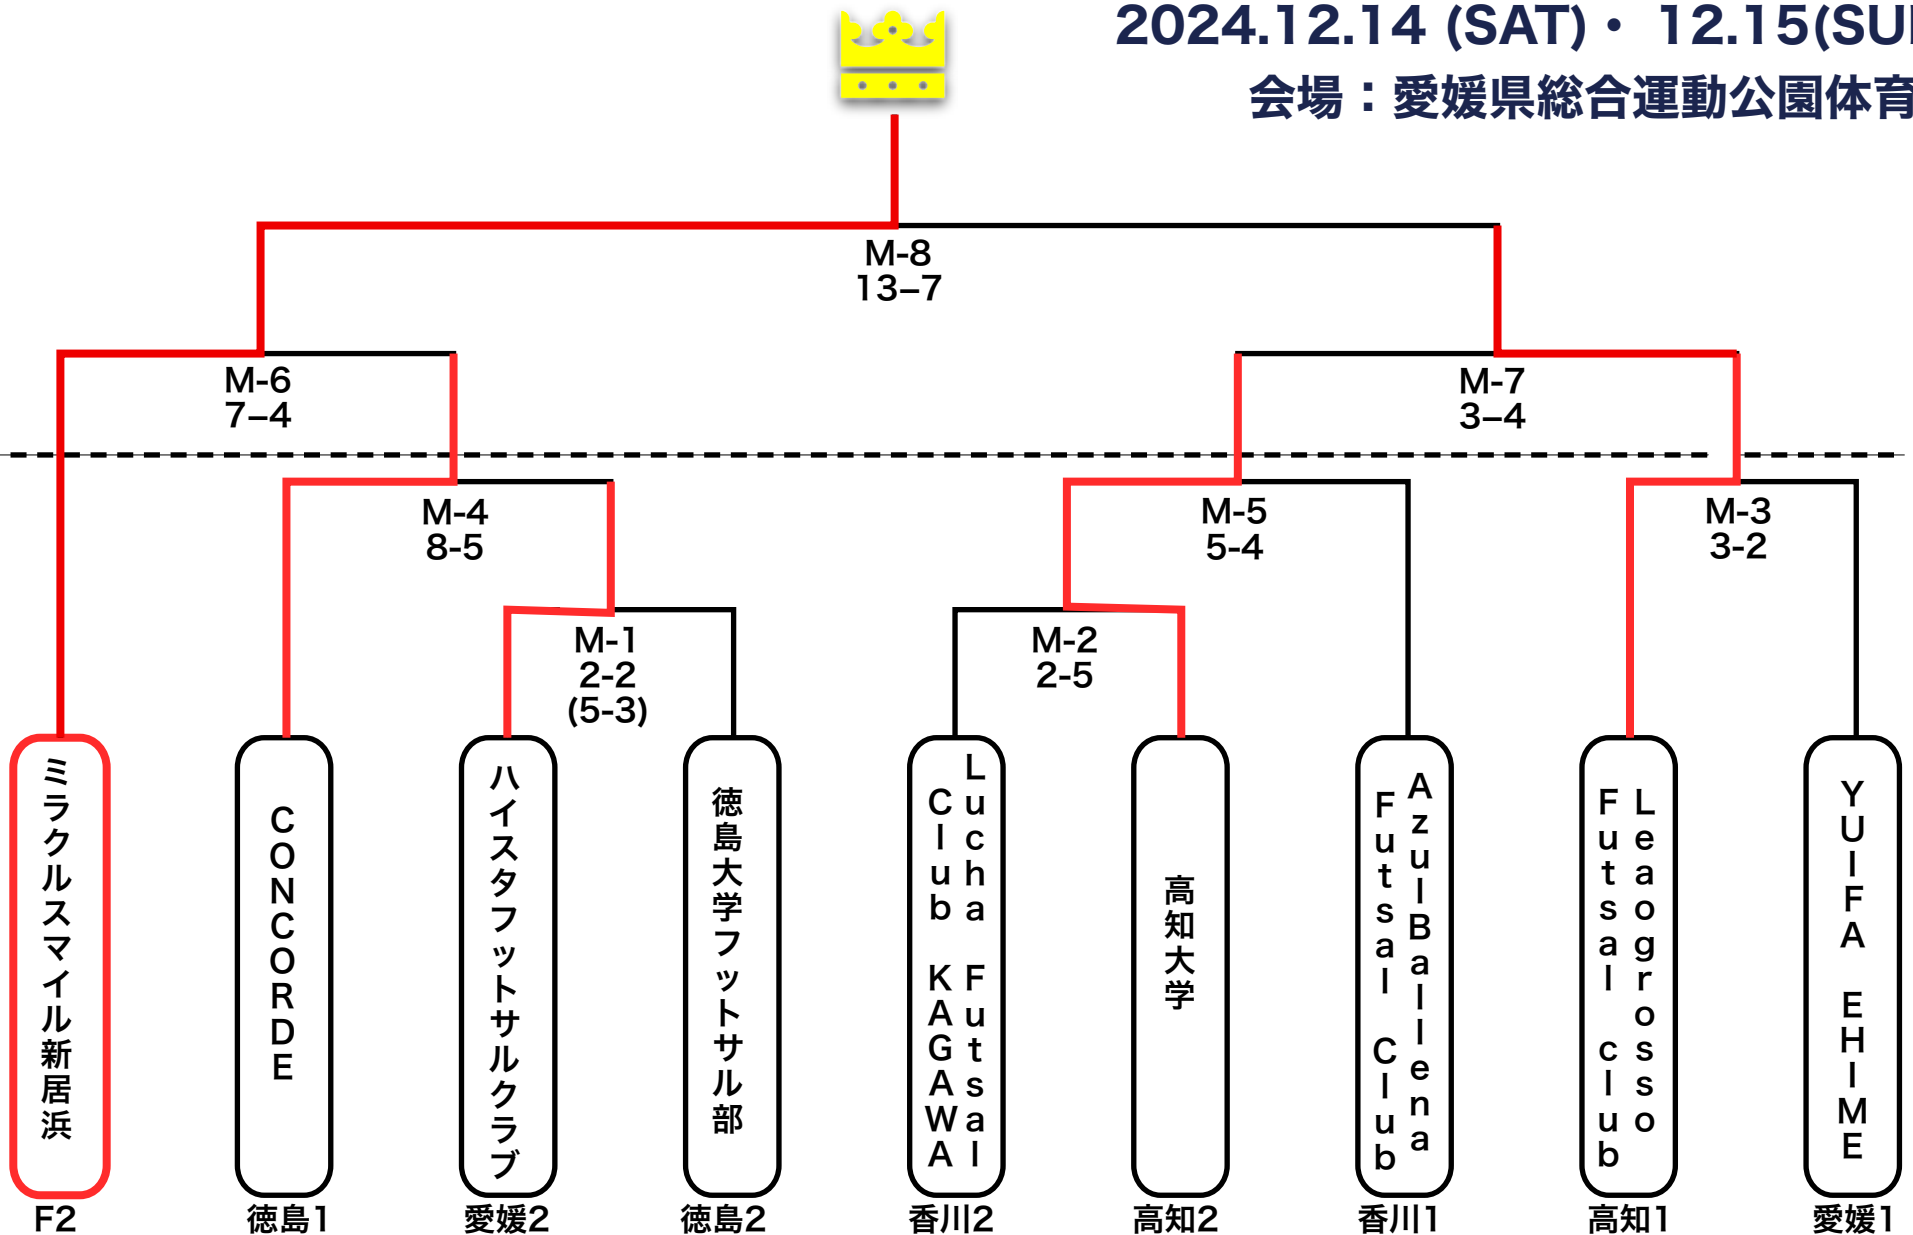 2024.12.14 (SAT)・ 12.15(SU
会場：愛媛県総合運動公園体育
M-8
13–7
M-6
7–4
M-7
3–4
M-4
8-5
M-5
5-4
M-3
3-2
M-1
2-2
(5-3)
M-2
2-5
ミラクルスマイル新居浜
CONCORDE
ハイスタフットサルクラブ
徳島大学フットサル部
Lucha Futsal
Club KAGAWA
高知大学
AzulBallena
Futsal Club
Leaogrosso
Futsal club
YUIFA EHIME
F2
徳島1
愛媛2
徳島2
香川2
高知2
香川1
高知1
愛媛1